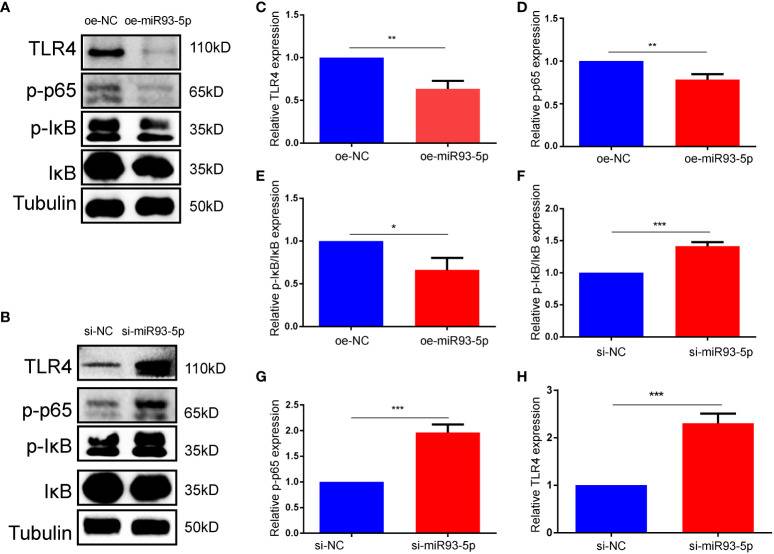 A
oe-NC oe-miR93-5p
TLR4 110kD
p-p65 65kD
p-IκB 35kD
IκB 35kD
Tubulin 50kD
B
si-NC si-miR93-5p
TLR4 110kD
p-p65 65kD
p-IκB 35kD
IκB 35kD
Tubulin 50kD
C
Relative TLR4 expression
1.5
1.0
0.5
0.0
**
oe-NC oe-miR93-5p
D
Relative p-p65 expression
1.5
1.0
0.5
0.0
**
oe-NC oe-miR93-5p
E
Relative p-IκB/IκB expression
1.5
1.0
0.5
0.0
*
oe-NC oe-miR93-5p
F
Relative p-IκB/IκB expression
2.0
1.5
1.0
0.5
0.0
***
si-NC si-miR93-5p
G
Relative p-p65 expression
2.5
2.0
1.5
1.0
0.5
0.0
***
si-NC si-miR93-5p
H
Relative TLR4 expression
3
2
1
0
***
si-NC si-miR93-5p